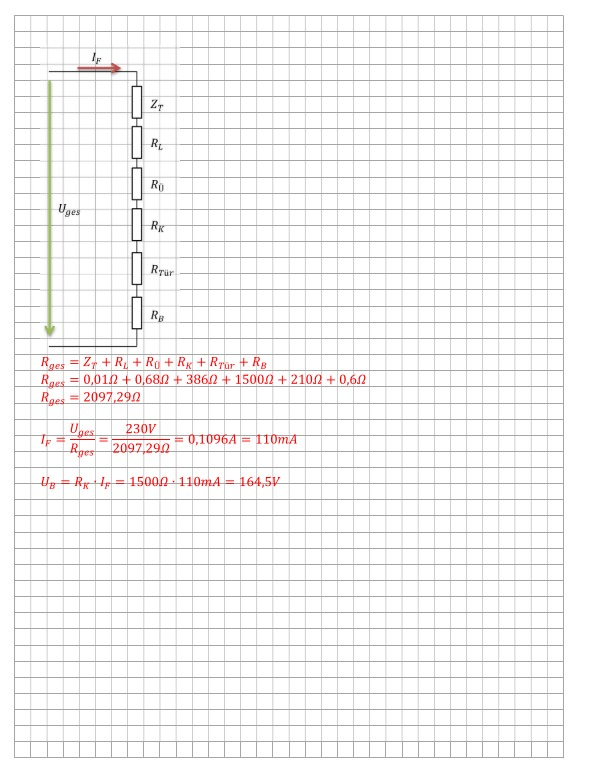 I_F
Z_T
R_L
R_Ü
U_ges
R_K
R_Tür
R_B
R_ges = Z_T + R_L + R_Ü + R_K + R_Tür + R_B
R_ges = 0,01Ω + 0,68Ω + 386Ω + 1500Ω + 210Ω + 0,6Ω
R_ges = 2097,29Ω
I_F = U_ges / R_ges = 230V / 2097,29Ω = 0,1096A = 110mA
U_B = R_K · I_F = 1500Ω · 110mA = 164,5V